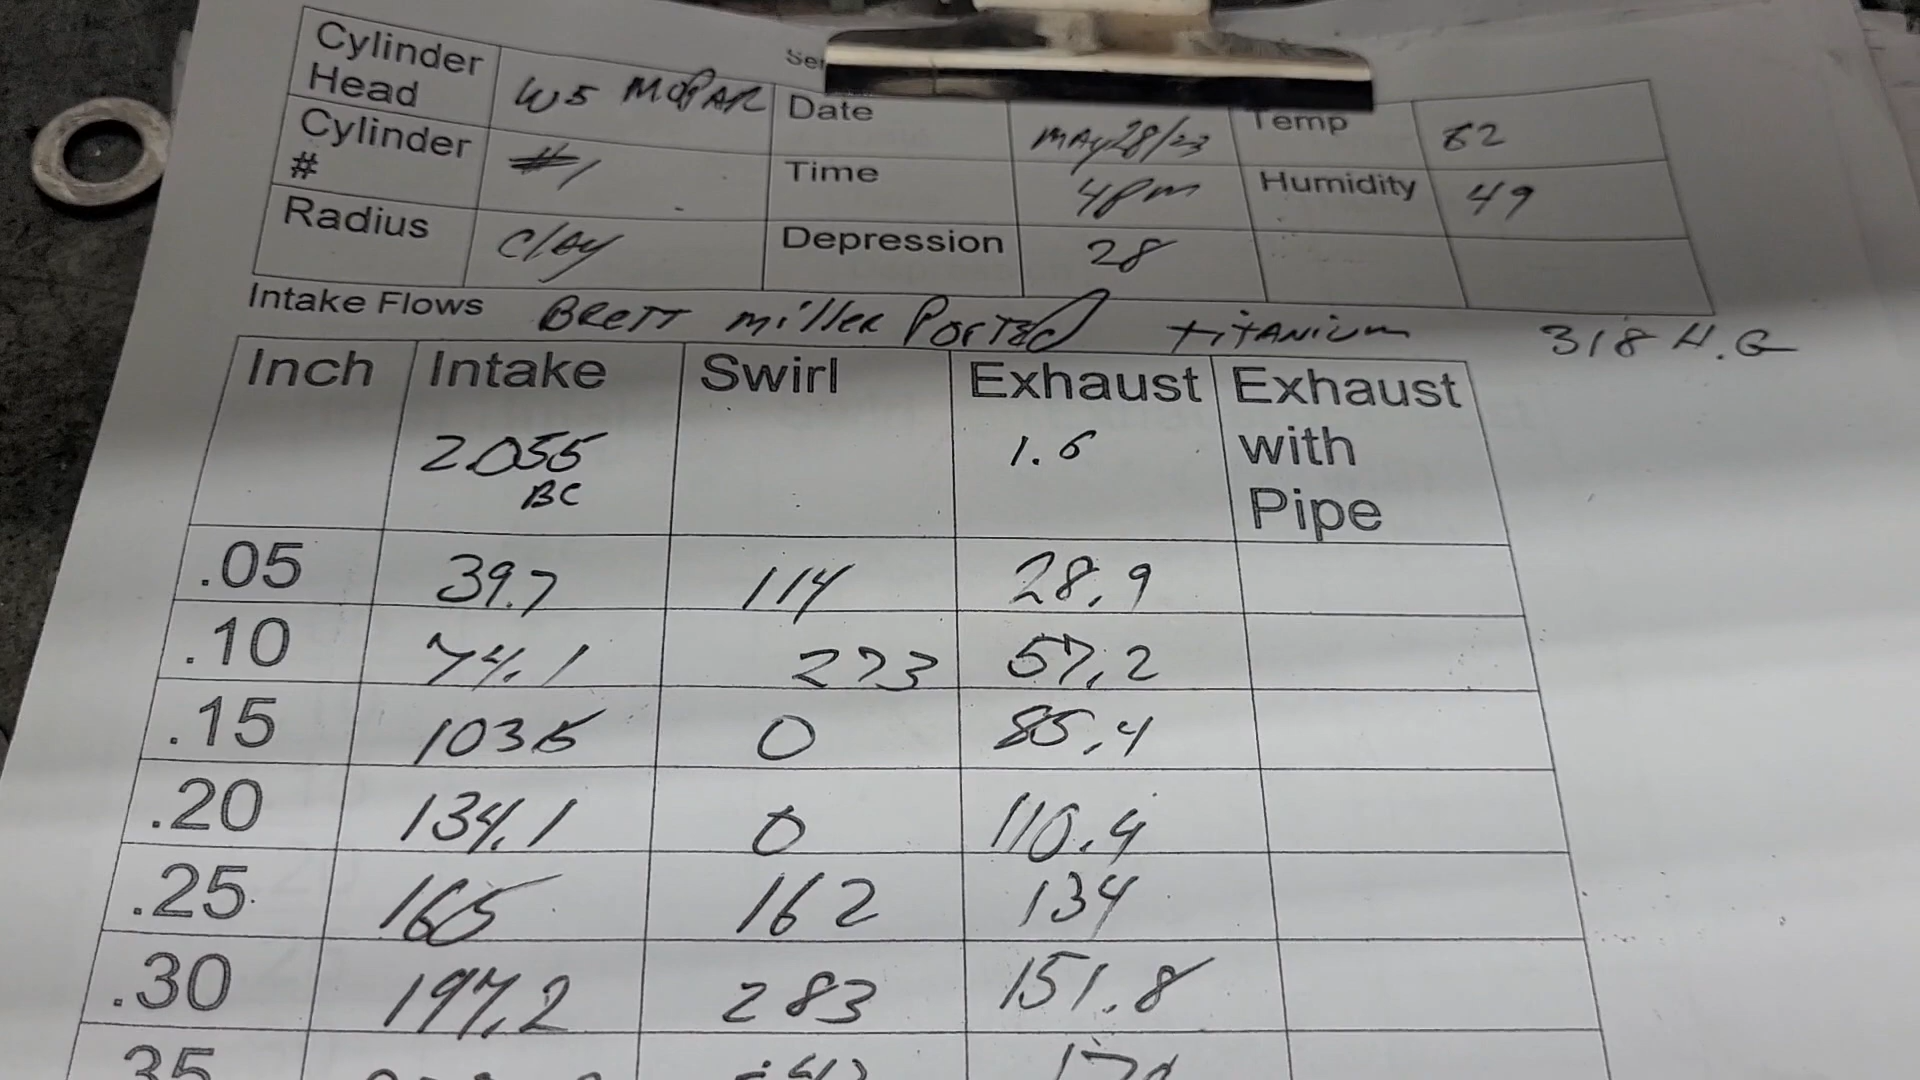 Cylinder Head W5 MOPAR Date MAy 28/23 Temp 62
Cylinder # #1 Time 4pm Humidity 49
Radius clay Depression 28
Intake Flows BRETT miller PORTED TITANIUM 318 H.G
Inch Intake Swirl Exhaust Exhaust with Pipe
2.055 1.6
BC
.05 39.7 114 28.9
.10 74.1 273 57.2
.15 103.5 0 85.4
.20 134.1 0 110.4
.25 165 162 134
.30 197.2 283 151.8
.35